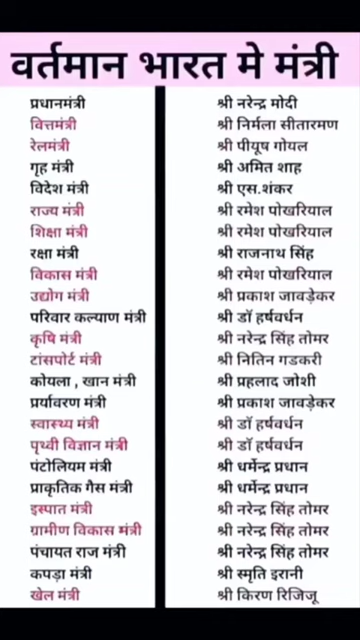 वर्तमान भारत मे मंत्री
प्रधानमंत्री श्री नरेन्द्र मोदी
वित्तमंत्री श्री निर्मला सीतारमण
रेलमंत्री श्री पीयूष गोयल
गृह मंत्री श्री अमित शाह
विदेश मंत्री श्री एस.शंकर
राज्य मंत्री श्री रमेश पोखरियाल
शिक्षा मंत्री श्री रमेश पोखरियाल
रक्षा मंत्री श्री राजनाथ सिंह
विकास मंत्री श्री रमेश पोखरियाल
उद्योग मंत्री श्री प्रकाश जावड़ेकर
परिवार कल्याण मंत्री श्री डॉ हर्षवर्धन
कृषि मंत्री श्री नरेन्द्र सिंह तोमर
टांसपोर्ट मंत्री श्री नितिन गडकरी
कोयला , खान मंत्री श्री प्रहलाद जोशी
प्रर्यावरण मंत्री श्री प्रकाश जावड़ेकर
स्वास्थ्य मंत्री श्री डॉ हर्षवर्धन
पृथ्वी विज्ञान मंत्री श्री डॉ हर्षवर्धन
पंटोलियम मंत्री श्री धर्मेन्द्र प्रधान
प्राकृतिक गैस मंत्री श्री धर्मेन्द्र प्रधान
इस्पात मंत्री श्री नरेन्द्र सिंह तोमर
ग्रामीण विकास मंत्री श्री नरेन्द्र सिंह तोमर
पंचायत राज मंत्री श्री नरेन्द्र सिंह तोमर
कपड़ा मंत्री श्री स्मृति इरानी
खेल मंत्री श्री किरण रिजिजू